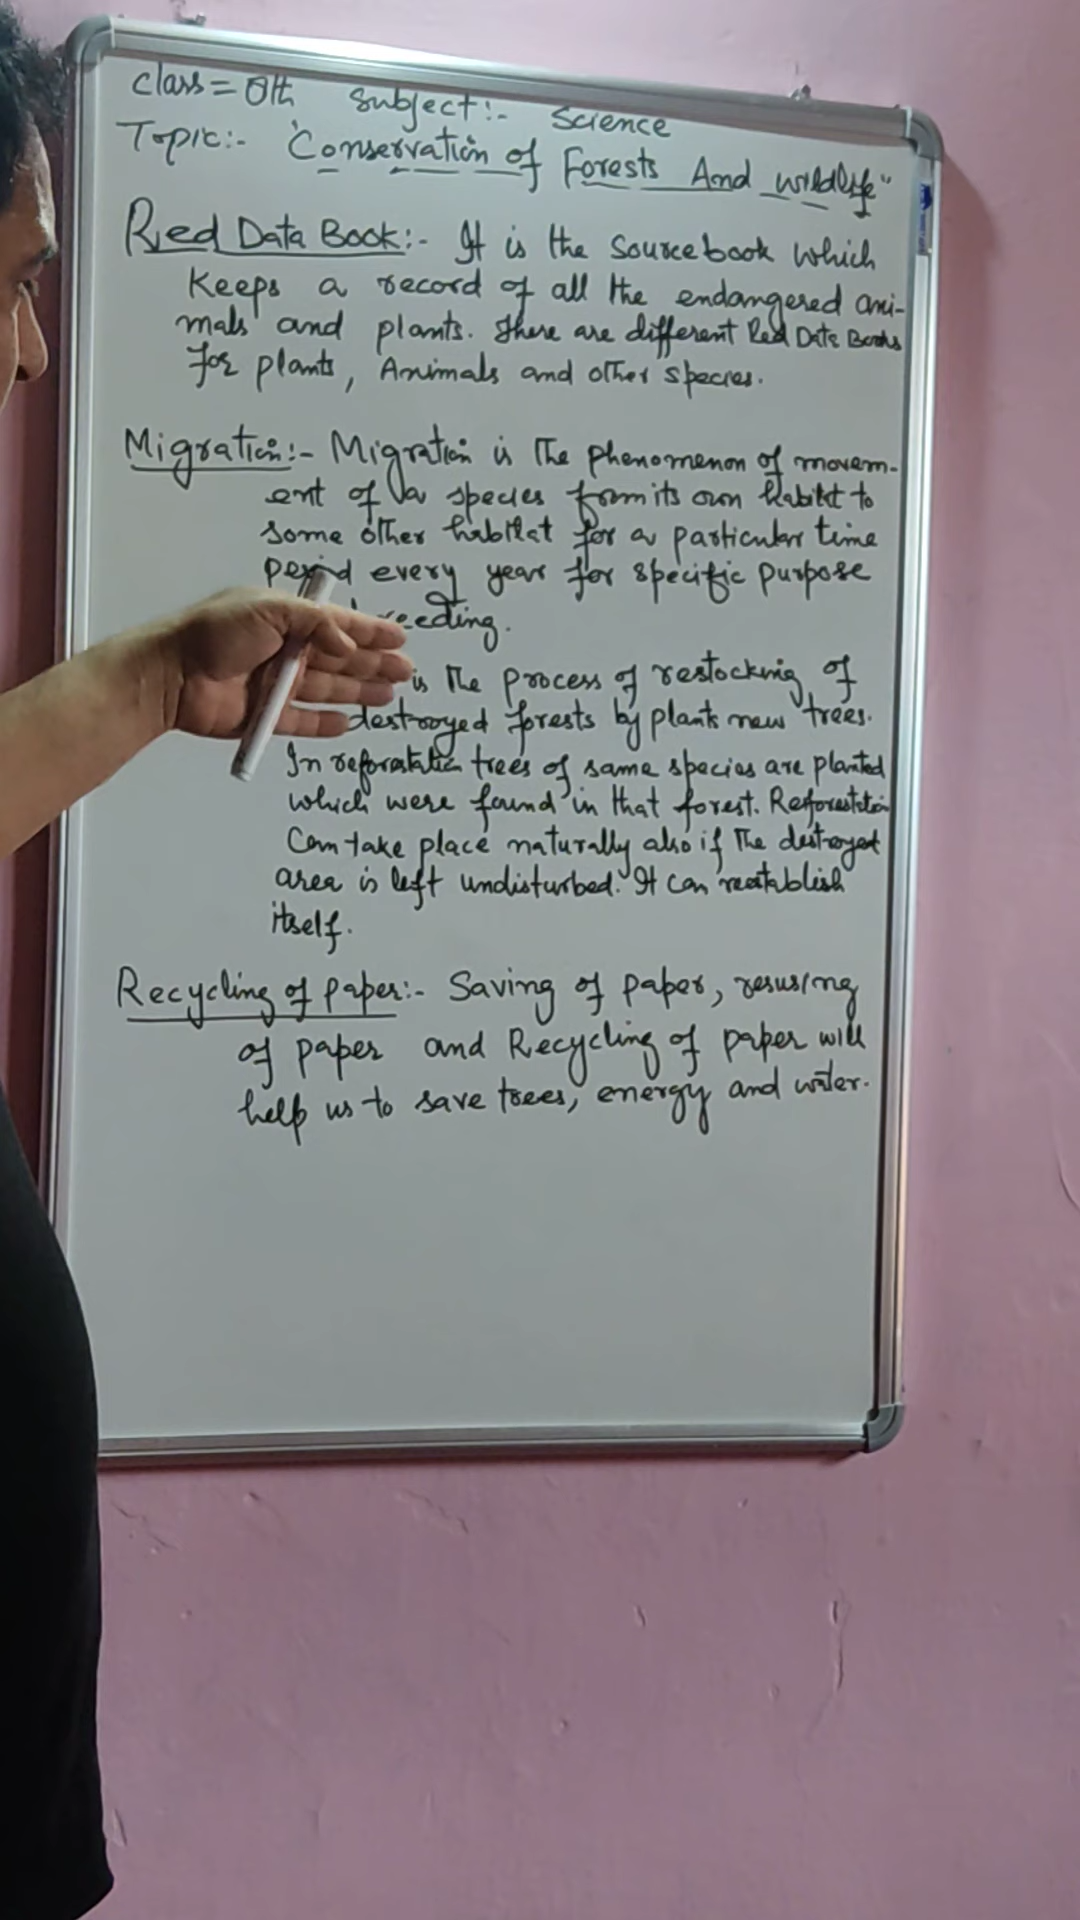 Class = 8th Subject:- Science
Topic:- "Conservation of Forests And wildlife"
Red Data Book:- It is the Sourcebook which
Keeps a record of all the endangered ani-
mals and plants. There are different Red Data Books
for plants, Animals and other species.
Migration:- Migration is The phenomenon of movem-
ent of a species from its own habitat to
some other habitat for a particular time
period every year for specific purpose
reeding.
is The process of restocking of
destroyed forests by plants new trees.
In reforestation trees of same species are planted
which were found in that forest. Reforestation
Can take place naturally also if The destroyed
area is left undisturbed. It can reestablish
itself.
Recycling of paper:- Saving of paper, resusing
of paper and Recycling of paper will
help us to save trees, energy and water.